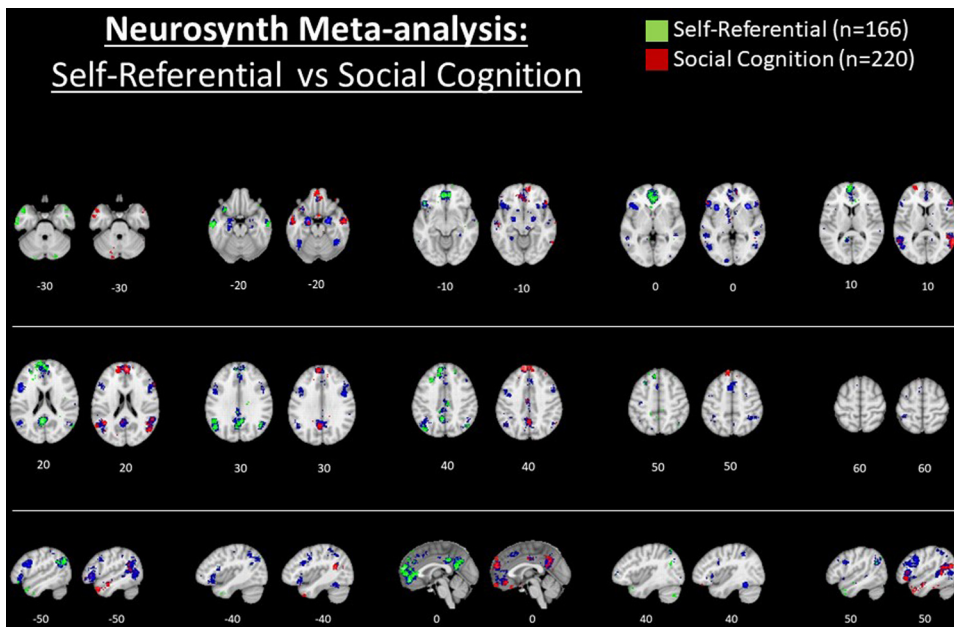 Neurosynth Meta-analysis:
Self-Referential vs Social Cognition
Self-Referential (n=166)
Social Cognition (n=220)
-30 -30 -20 -20 -10 -10 0 0 10 10
20 20 30 30 40 40 50 50 60 60
-50 -50 -40 -40 0 0 40 40 50 50